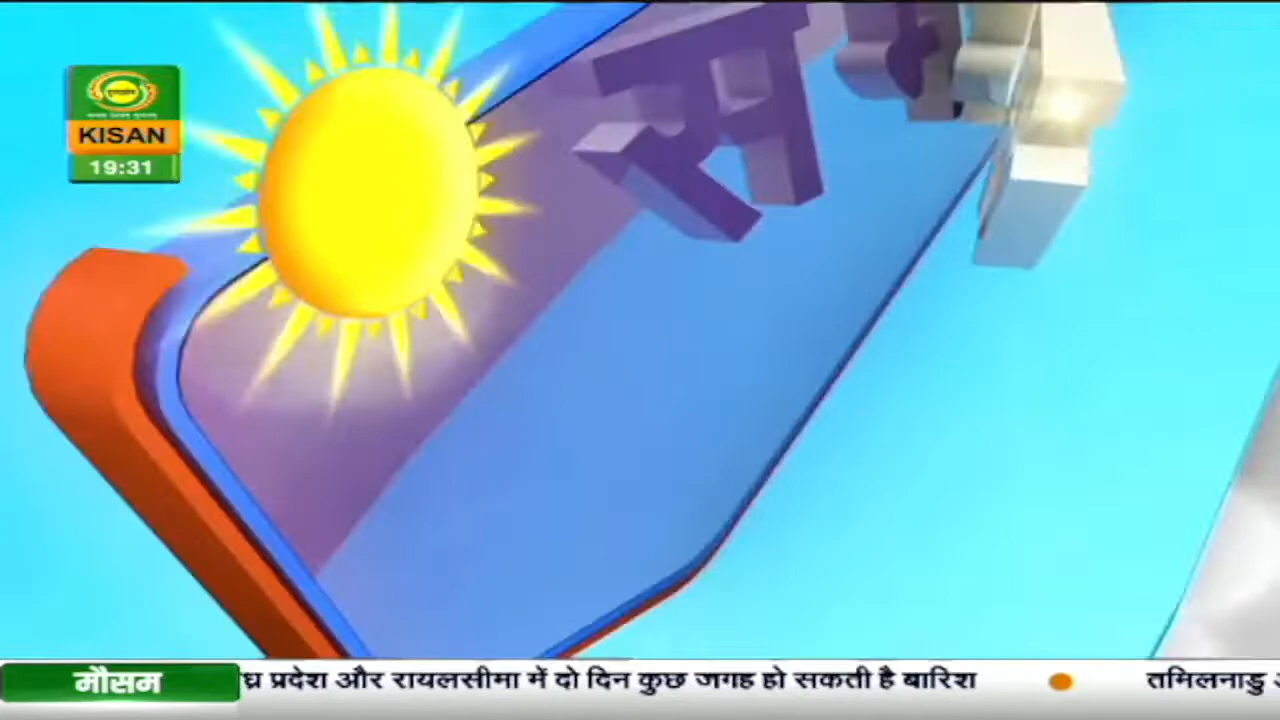 KISAN
19:31
मौसम
ध्र प्रदेश और रायलसीमा में दो दिन कुछ जगह हो सकती है बारिश
तमिलनाडु